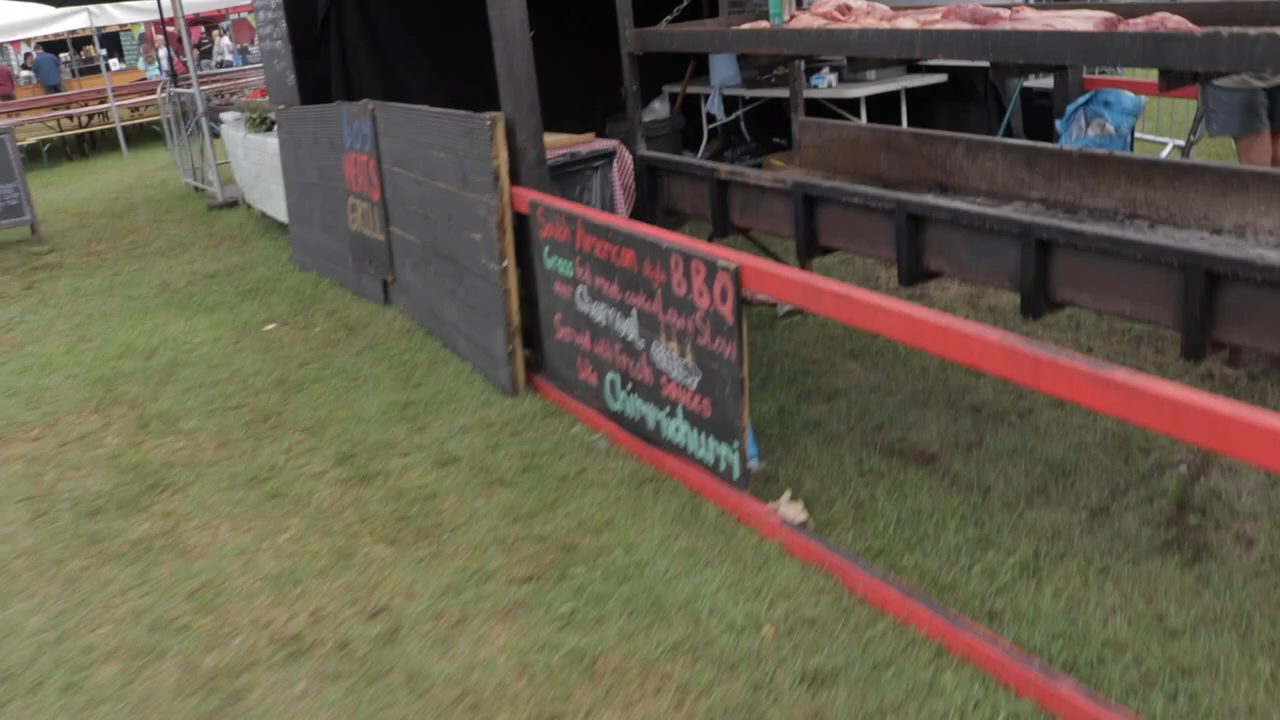 MEATS
GRILL
South American style BBQ
Grass fed meat cooked Low n' Slow
over Charcoal
Served with Fresh sauces
like Chimichurri